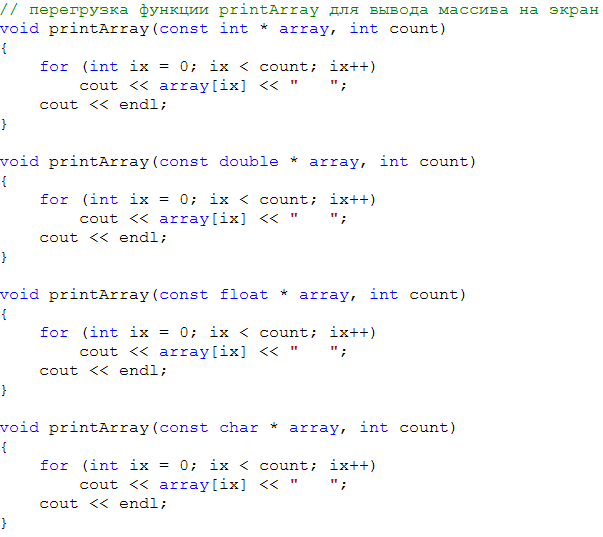 // перегрузка функции printArray для вывода массива на экран
void printArray(const int * array, int count)
{
    for (int ix = 0; ix < count; ix++)
        cout << array[ix] << "   ";
    cout << endl;
}

void printArray(const double * array, int count)
{
    for (int ix = 0; ix < count; ix++)
        cout << array[ix] << "   ";
    cout << endl;
}

void printArray(const float * array, int count)
{
    for (int ix = 0; ix < count; ix++)
        cout << array[ix] << "   ";
    cout << endl;
}

void printArray(const char * array, int count)
{
    for (int ix = 0; ix < count; ix++)
        cout << array[ix] << "   ";
    cout << endl;
}